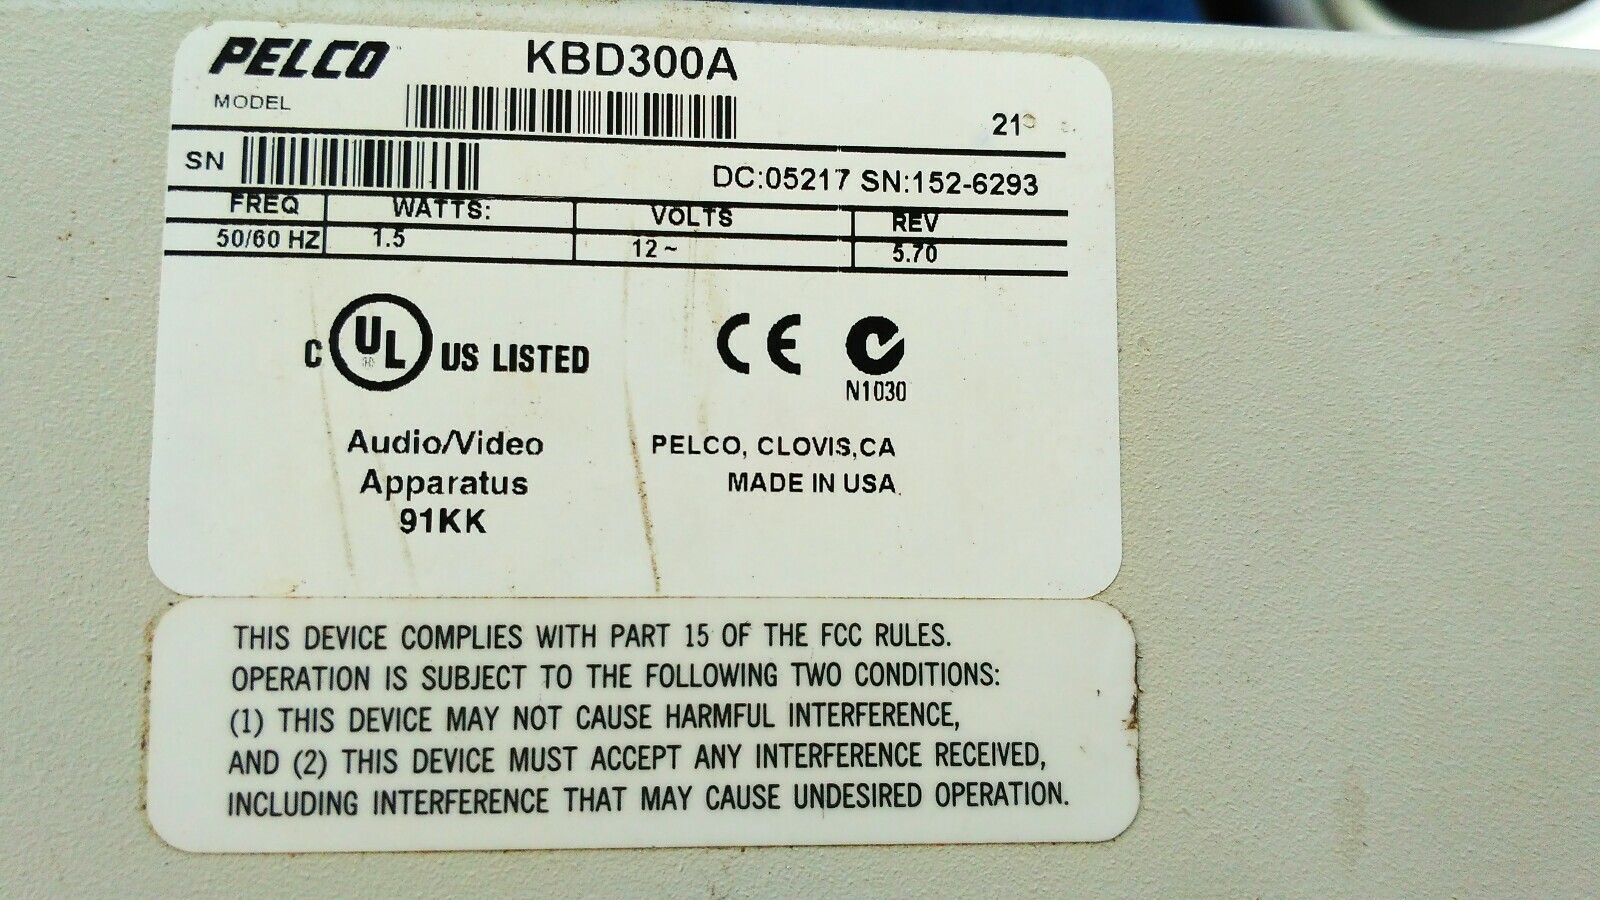 PELCO KBD300A
MODEL
21
SN DC:05217 SN:152-6293
FREQ WATTS: VOLTS REV
50/60 HZ 1.5 12~ 5.70
C UL US LISTED CE
N1030
Audio/Video PELCO, CLOVIS,CA
Apparatus MADE IN USA
91KK
THIS DEVICE COMPLIES WITH PART 15 OF THE FCC RULES.
OPERATION IS SUBJECT TO THE FOLLOWING TWO CONDITIONS:
(1) THIS DEVICE MAY NOT CAUSE HARMFUL INTERFERENCE,
AND (2) THIS DEVICE MUST ACCEPT ANY INTERFERENCE RECEIVED,
INCLUDING INTERFERENCE THAT MAY CAUSE UNDESIRED OPERATION.